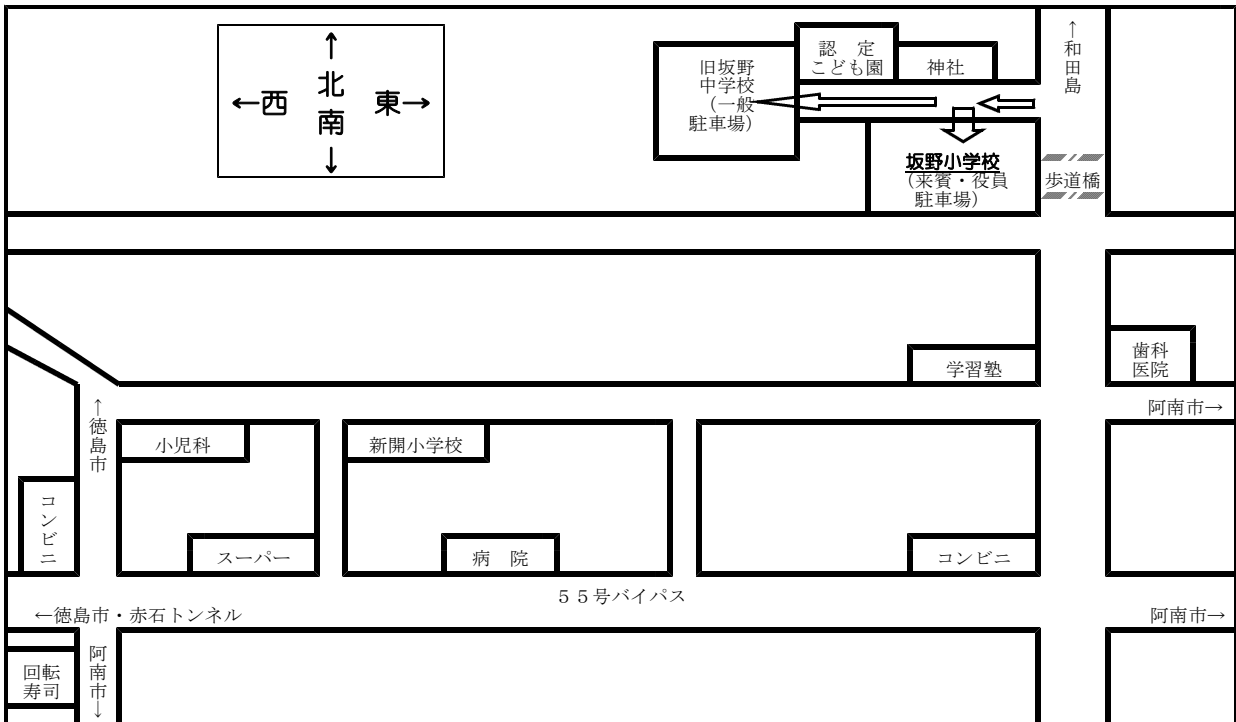 ↑
北
←西　東→
南
↓
旧坂野
中学校
（一般
駐車場）
認　定
こども園
神社
↑和田島
坂野小学校
（来賓・役員
駐車場）
歩道橋
学習塾
歯科
医院
阿南市→
↑徳島市
小児科
新開小学校
コンビニ
スーパー
病　院
コンビニ
５５号バイパス
←徳島市・赤石トンネル
阿南市→
回転
寿司
阿南市↓